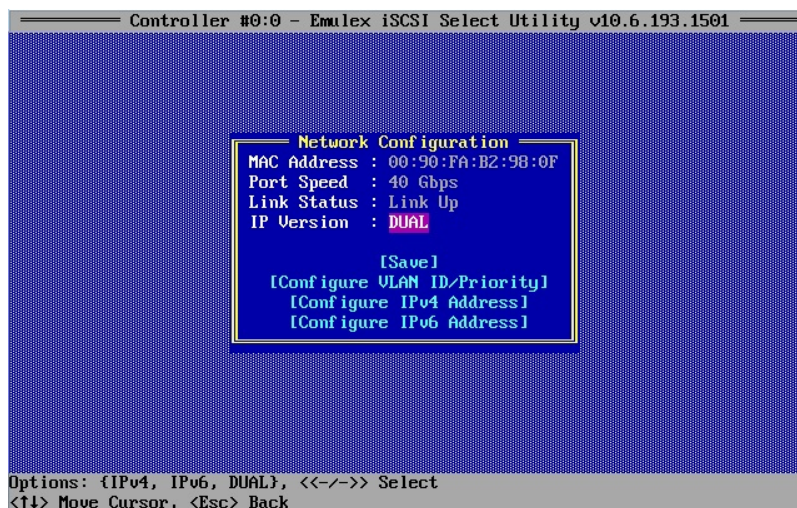 Controller #0:0 - Emulex iSCSI Select Utility v10.6.193.1501
Network Configuration
MAC Address : 00:90:FA:B2:98:0F
Port Speed : 40 Gbps
Link Status : Link Up
IP Version : DUAL
[Save]
[Configure VLAN ID/Priority]
[Configure IPv4 Address]
[Configure IPv6 Address]
Options: {IPv4, IPv6, DUAL}, <<-/->> Select
<↑↓> Move Cursor, <Esc> Back